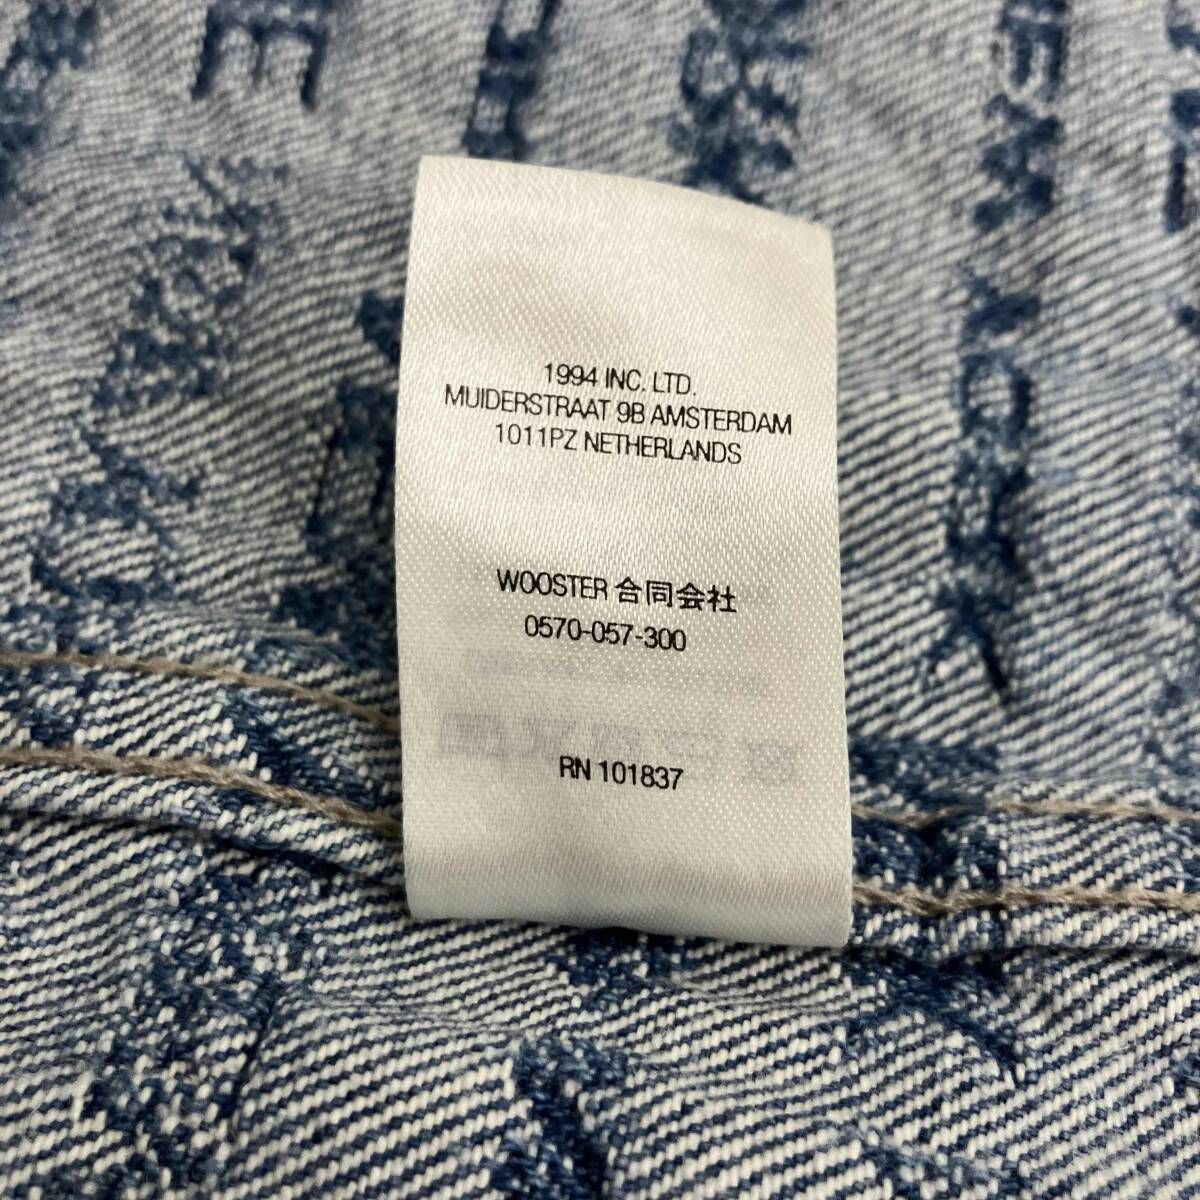 1994 INC. LTD.
MUIDERSTRAAT 9B AMSTERDAM
1011PZ NETHERLANDS
WOOSTER 合同会社
0570-057-300
RN 101837